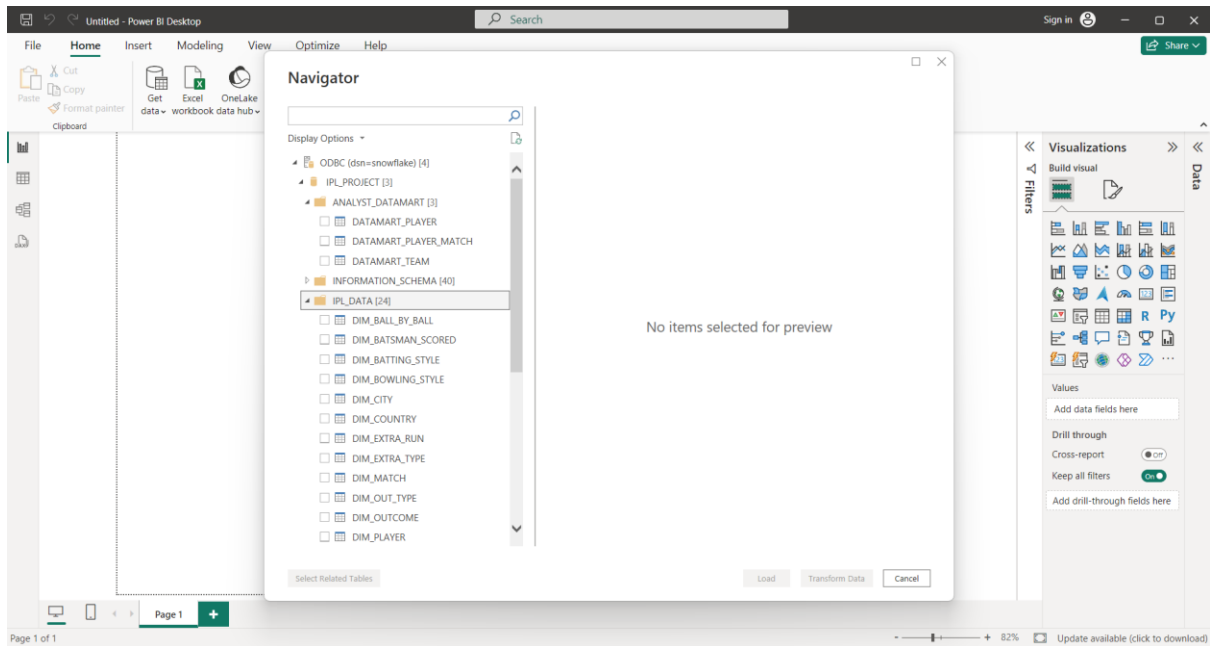 Untitled - Power BI Desktop
Search
Sign in
File Home Insert Modeling View Optimize Help
Share
Paste
Cut
Copy
Format painter
Clipboard
Get data
Excel workbook
OneLake data hub
Navigator
Display Options
ODBC (dsn=snowflake) [4]
IPL_PROJECT [3]
ANALYST_DATAMART [3]
DATAMART_PLAYER
DATAMART_PLAYER_MATCH
DATAMART_TEAM
INFORMATION_SCHEMA [40]
IPL_DATA [24]
DIM_BALL_BY_BALL
DIM_BATSMAN_SCORED
DIM_BATTING_STYLE
DIM_BOWLING_STYLE
DIM_CITY
DIM_COUNTRY
DIM_EXTRA_RUN
DIM_EXTRA_TYPE
DIM_MATCH
DIM_OUT_TYPE
DIM_OUTCOME
DIM_PLAYER
No items selected for preview
Select Related Tables
Load Transform Data Cancel
Filters
Visualizations
Build visual
R Py
Values
Add data fields here
Drill through
Cross-report Off
Keep all filters On
Add drill-through fields here
Data
Page 1
Page 1 of 1
- + 82% Update available (click to download)